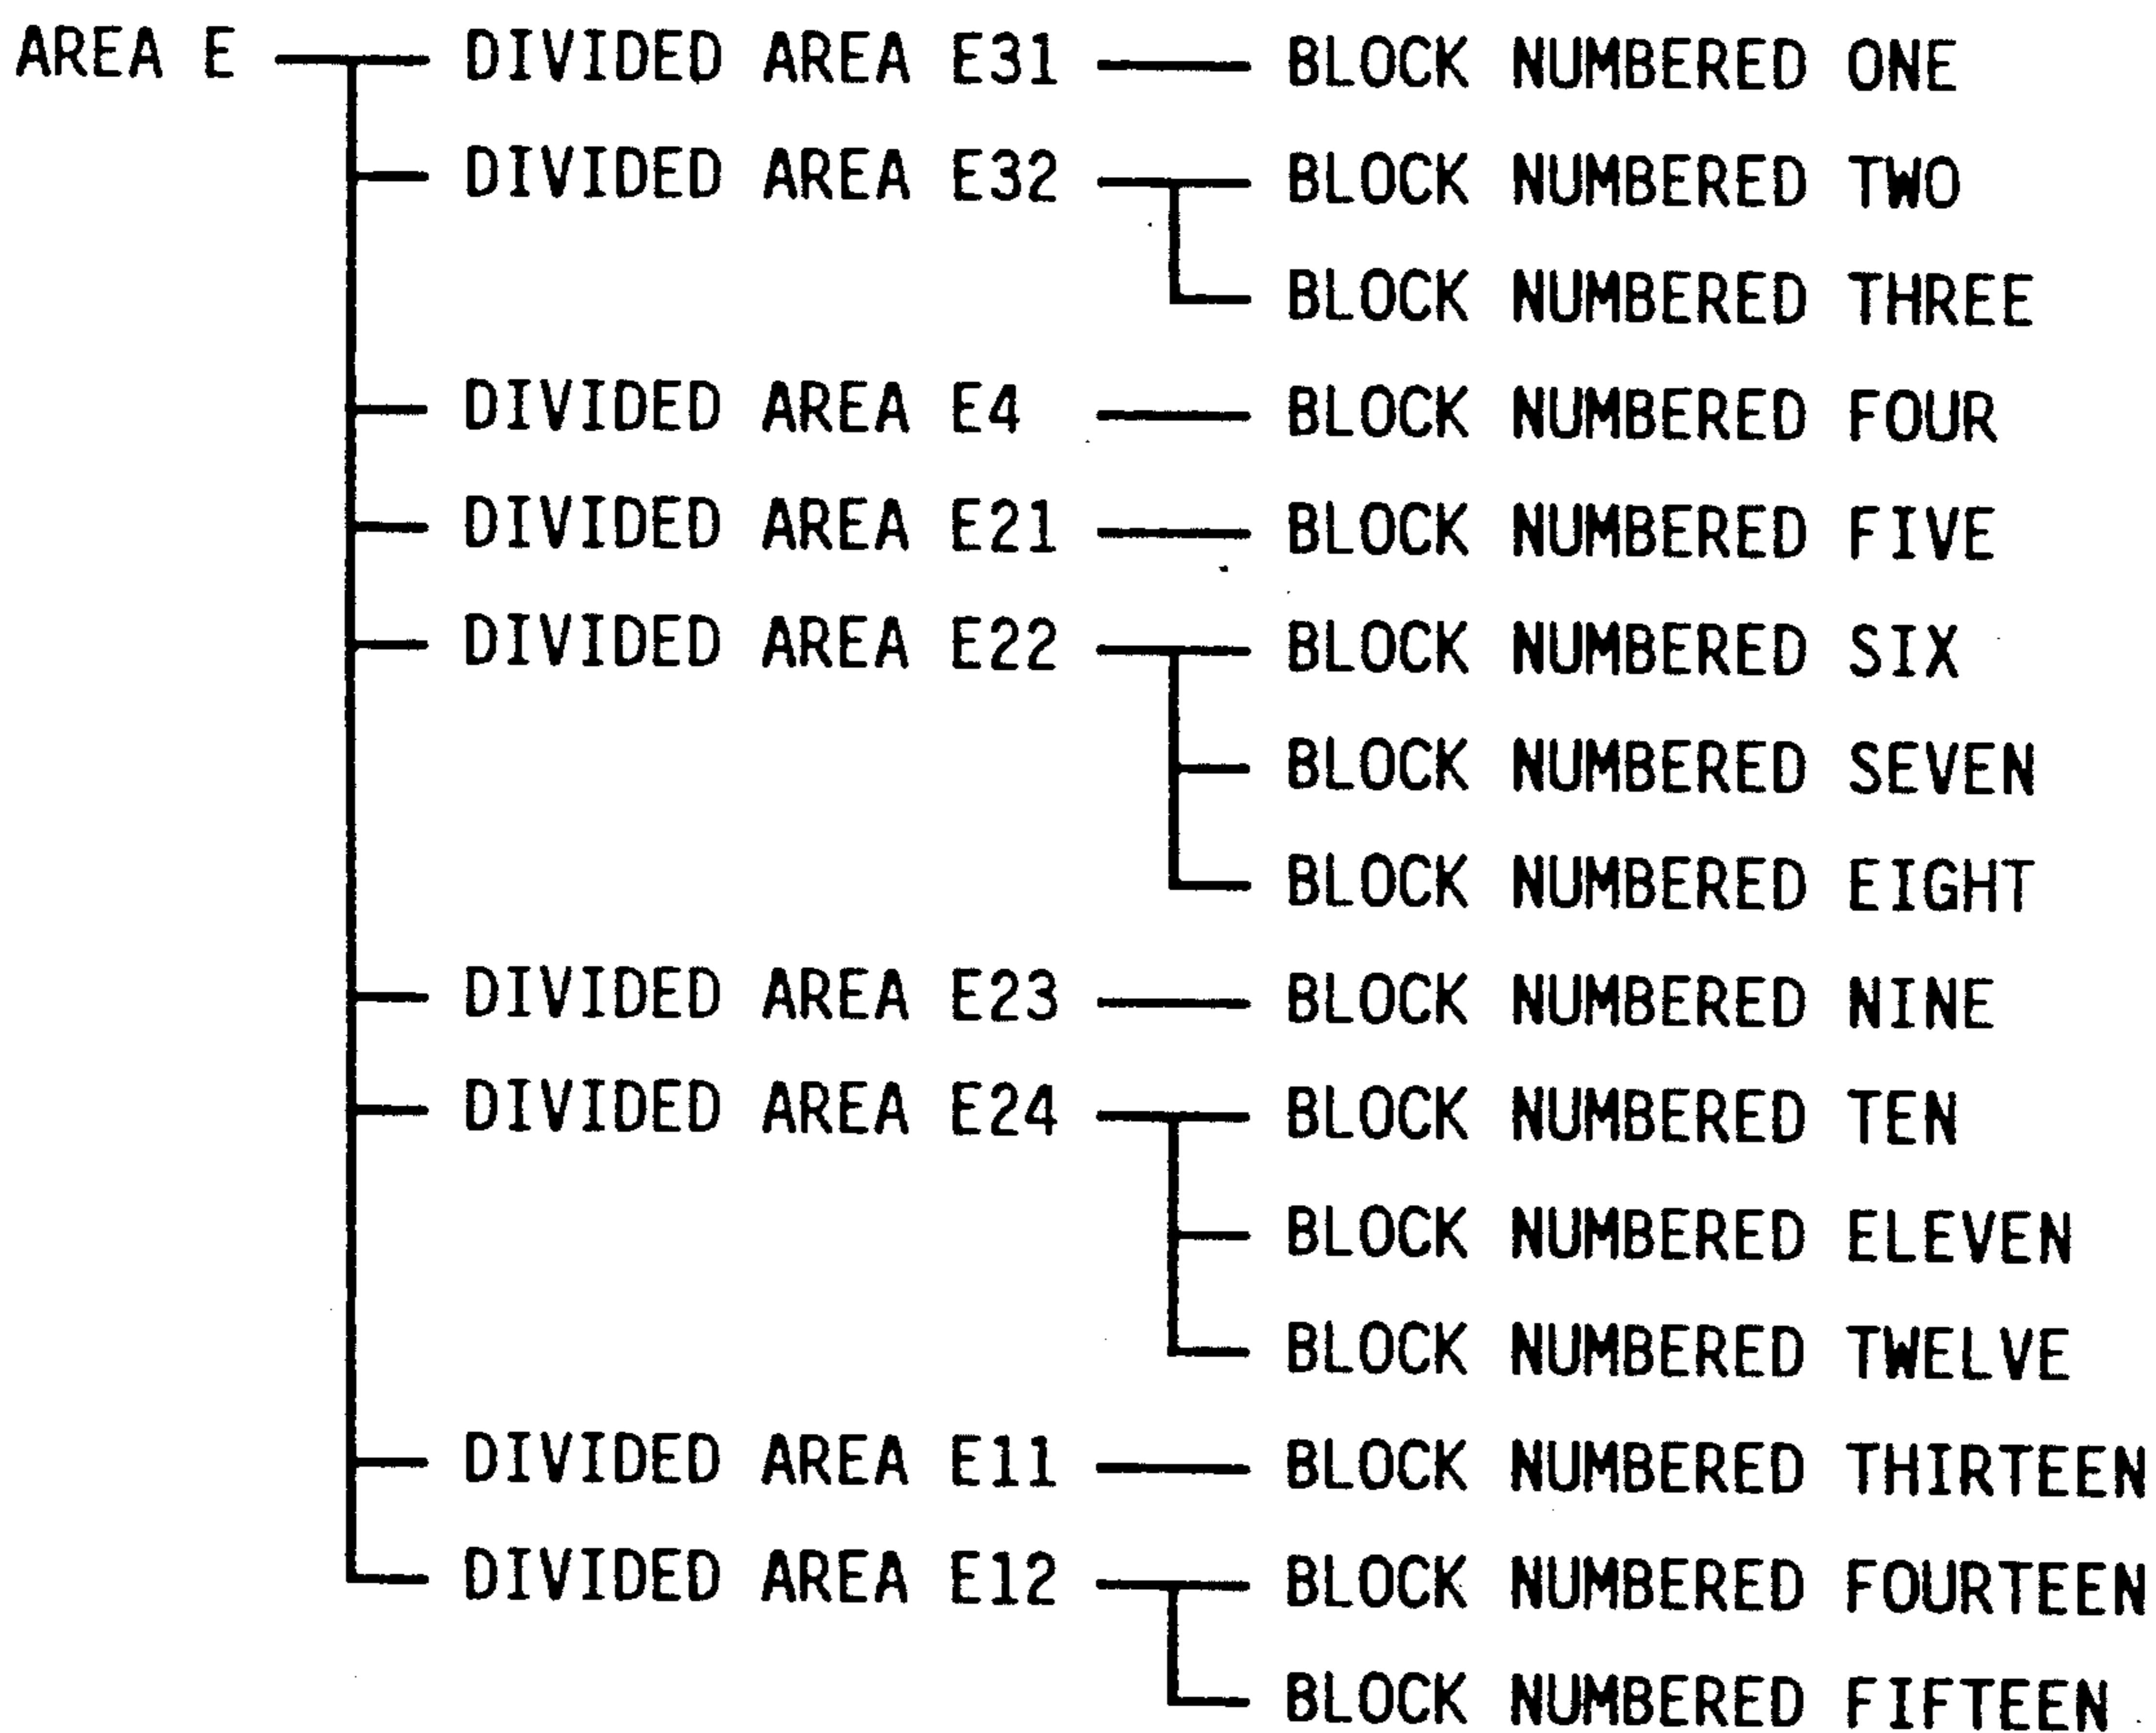 AREA E DIVIDED AREA E31 BLOCK NUMBERED ONE
DIVIDED AREA E32 BLOCK NUMBERED TWO
BLOCK NUMBERED THREE
DIVIDED AREA E4 BLOCK NUMBERED FOUR
DIVIDED AREA E21 BLOCK NUMBERED FIVE
DIVIDED AREA E22 BLOCK NUMBERED SIX
BLOCK NUMBERED SEVEN
BLOCK NUMBERED EIGHT
DIVIDED AREA E23 BLOCK NUMBERED NINE
DIVIDED AREA E24 BLOCK NUMBERED TEN
BLOCK NUMBERED ELEVEN
BLOCK NUMBERED TWELVE
DIVIDED AREA E11 BLOCK NUMBERED THIRTEEN
DIVIDED AREA E12 BLOCK NUMBERED FOURTEEN
BLOCK NUMBERED FIFTEEN